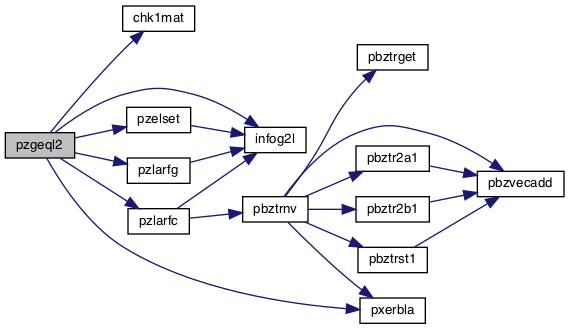 chk1mat
pbztrget
pzelset
infog2l
pzgeql2
pbztr2a1
pzlarfg
pbzvecadd
pbztrnv
pbztr2b1
pzlarfc
pbztrst1
pxerbla